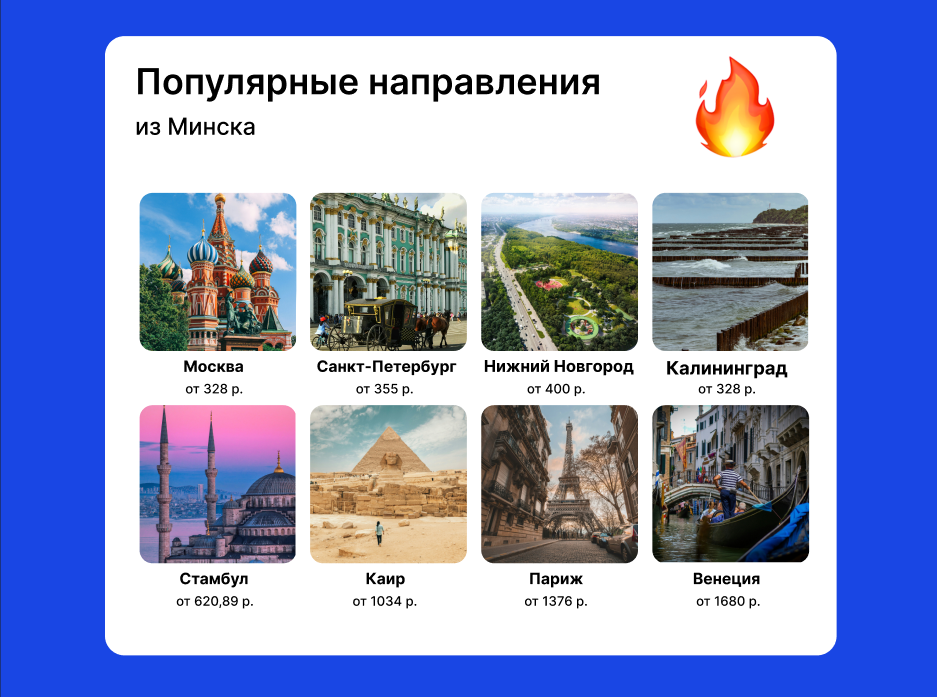 Популярные направления
из Минска
Москва
от 328 р.
Санкт-Петербург
от 355 р.
Нижний Новгород
от 400 р.
Калининград
от 328 р.
Стамбул
от 620,89 р.
Каир
от 1034 р.
Париж
от 1376 р.
Венеция
от 1680 р.